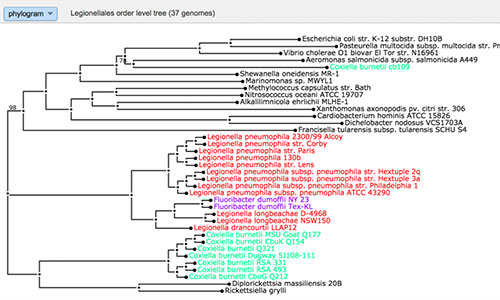 phylogram
Legionellales order level tree (37 genomes)
Escherichia coli str. K-12 substr. DH10B
Pasteurella multocida subsp. multocida str. Pm
Vibrio cholerae O1 biovar El Tor str. N16961
78
Aeromonas salmonicida subsp. salmonicida A449
Coxiella burnetii cb109
Shewanella oneidensis MR-1
Marinomonas sp. MWYL1
Methylococcus capsulatus str. Bath
Nitrosococcus oceani ATCC 19707
Alkalilimnicola ehrlichii MLHE-1
98
Xanthomonas axonopodis pv. citri str. 306
Cardiobacterium hominis ATCC 15826
Dichelobacter nodosus VCS1703A
Francisella tularensis subsp. tularensis SCHU S4
Legionella pneumophila 2300/99 Alcoy
Legionella pneumophila str. Corby
Legionella pneumophila str. Paris
Legionella pneumophila 130b
Legionella pneumophila str. Lens
Legionella pneumophila subsp. pneumophila str. Hextuple 2q
Legionella pneumophila subsp. pneumophila str. Hextuple 3a
Legionella pneumophila subsp. pneumophila str. Philadelphia 1
Legionella pneumophila subsp. pneumophila ATCC 43290
Fluoribacter dumoffii NY 23
Fluoribacter dumoffii Tex-KL
Legionella longbeachae D-4968
Legionella longbeachae NSW150
Legionella drancourtii LLAP12
Coxiella burnetii MSU Goat Q177
Coxiella burnetii CbuK Q154
Coxiella burnetii Q321
Coxiella burnetii Dugway 5J108-111
Coxiella burnetii RSA 331
Coxiella burnetii RSA 493
Coxiella burnetii CbuG Q212
Diplorickettsia massiliensis 20B
Rickettsiella grylli